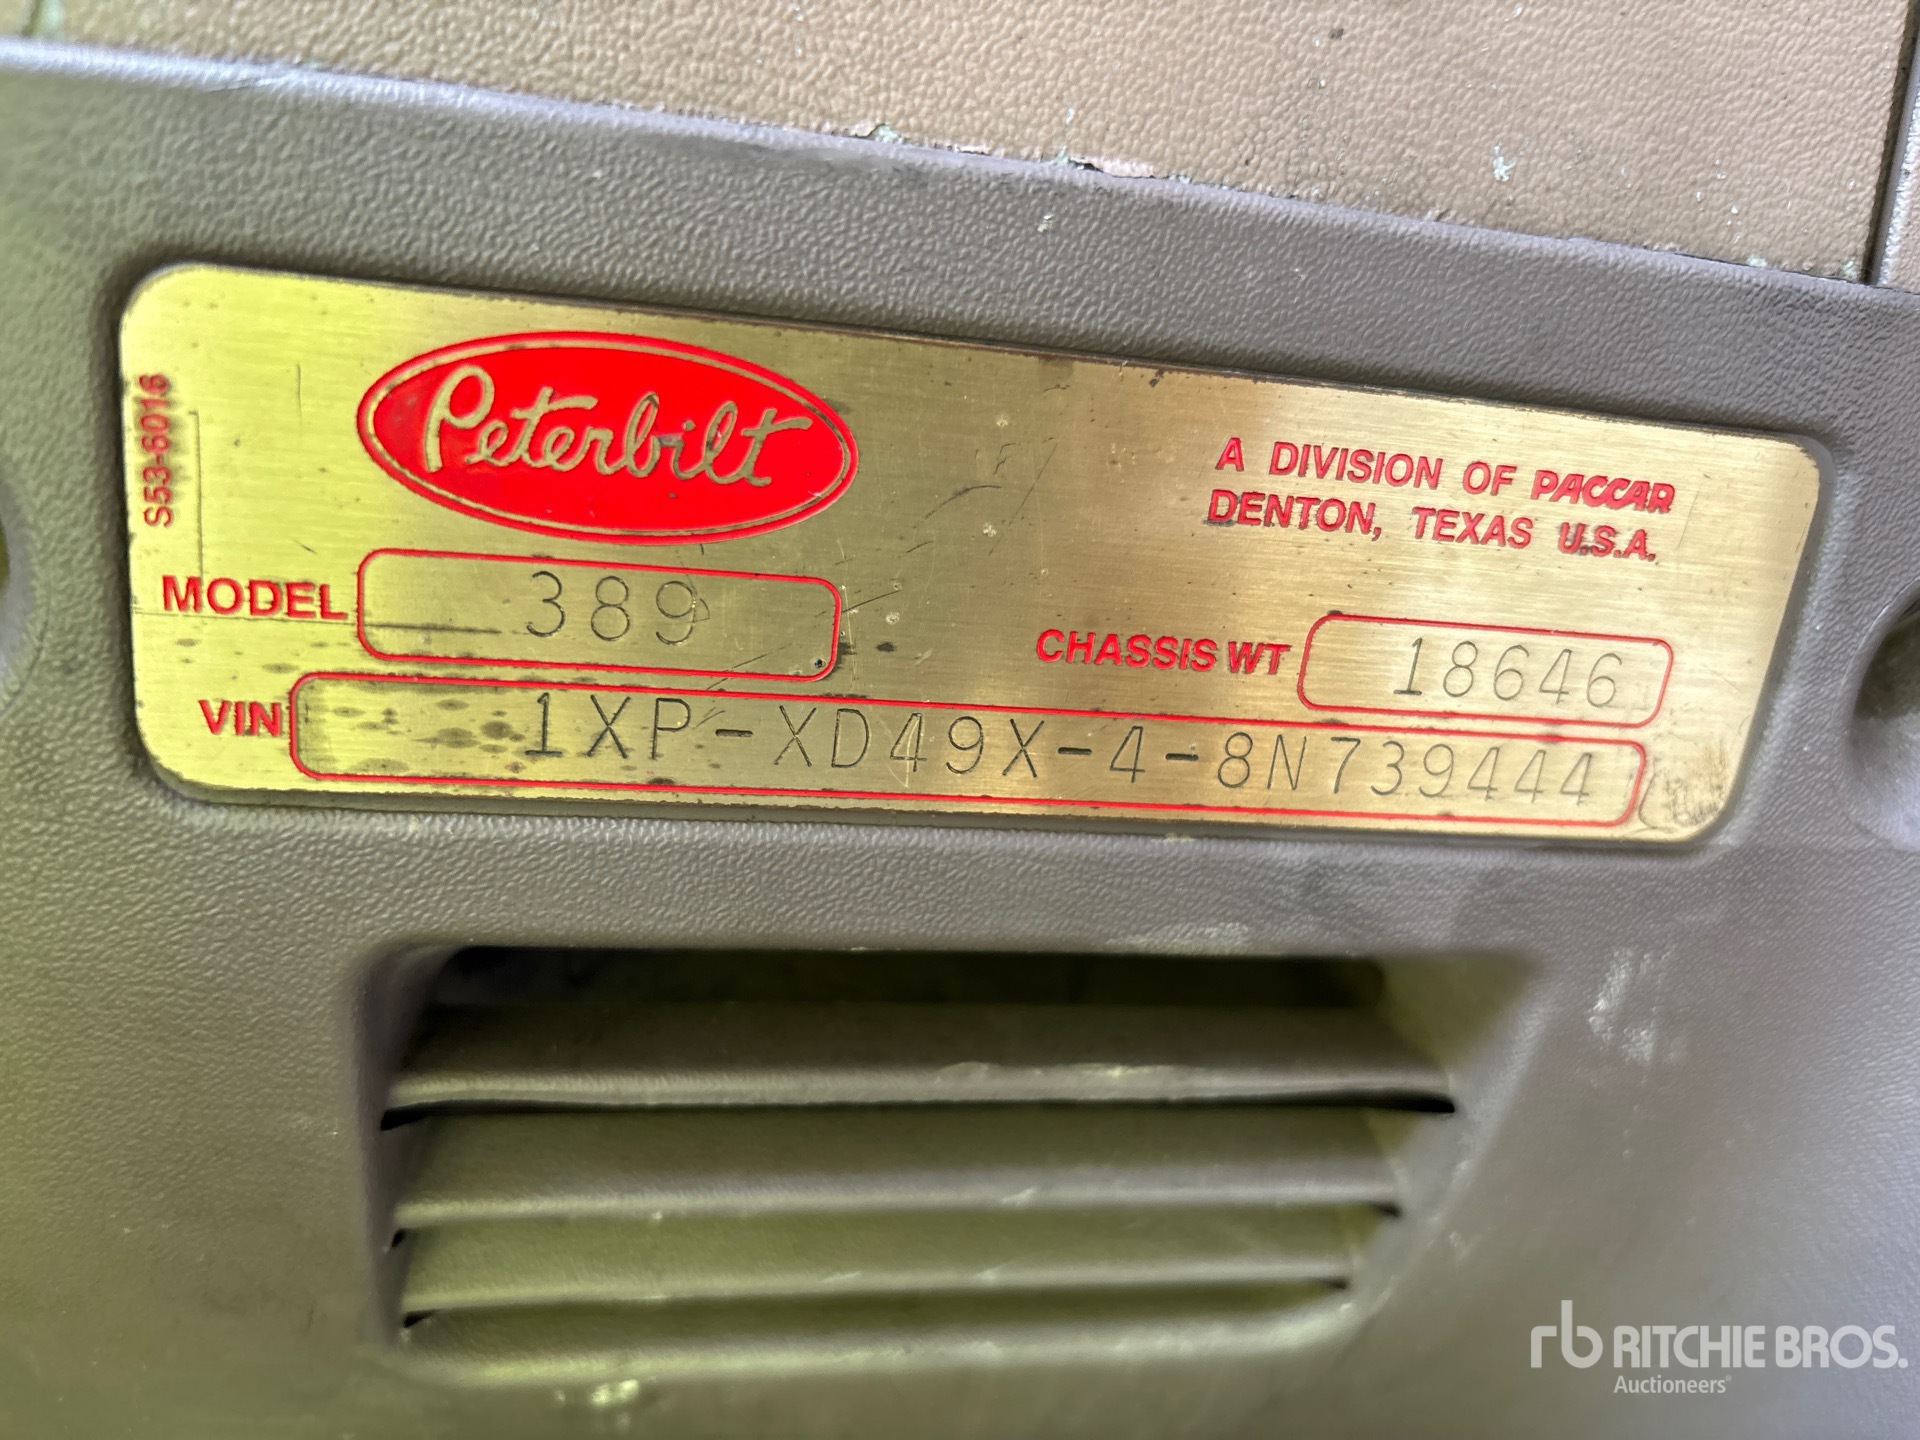 Peterbilt
S53-6016
A DIVISION OF PACCAR
DENTON, TEXAS U.S.A.
MODEL 389
CHASSIS WT 18646
VIN 1XP-XD49X-4-8N739444
rb RITCHIE BROS.
Auctioneers